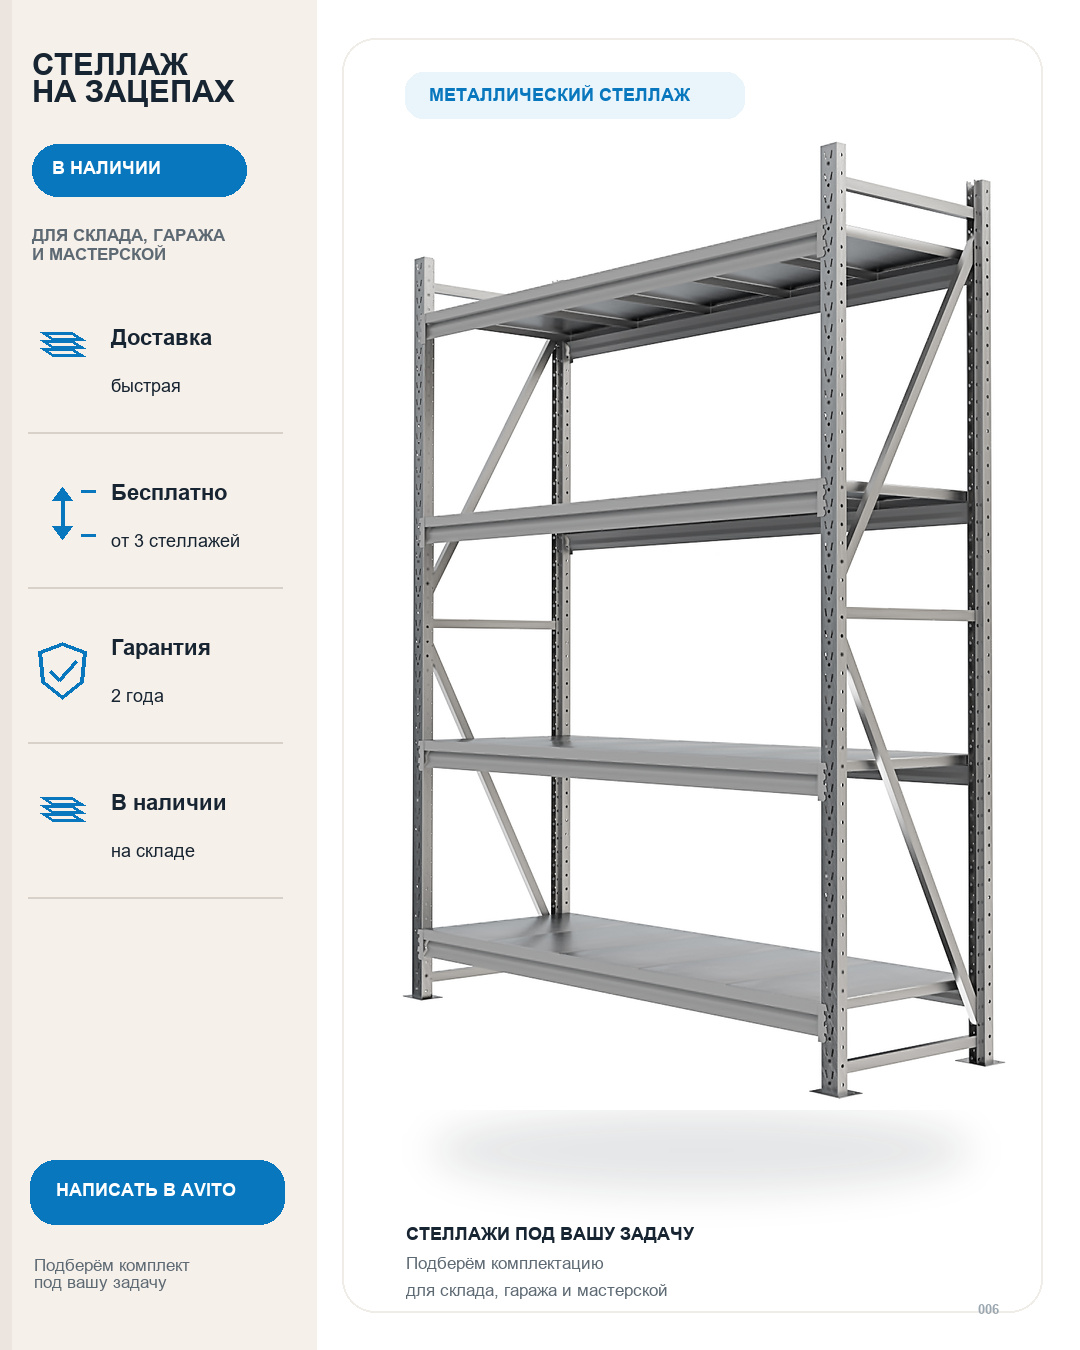 СТЕЛЛАЖ
НА ЗАЦЕПАХ
В НАЛИЧИИ
ДЛЯ СКЛАДА, ГАРАЖА
И МАСТЕРСКОЙ
Доставка
быстрая
Бесплатно
от 3 стеллажей
Гарантия
2 года
В наличии
на складе
НАПИСАТЬ В AVITO
Подберём комплект
под вашу задачу
МЕТАЛЛИЧЕСКИЙ СТЕЛЛАЖ
СТЕЛЛАЖИ ПОД ВАШУ ЗАДАЧУ
Подберём комплектацию
для склада, гаража и мастерской
006